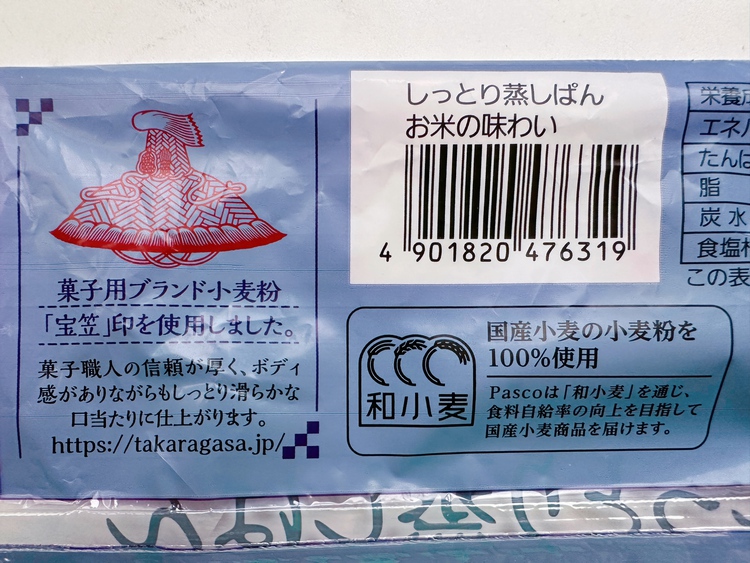 菓子用ブランド小麦粉
「宝笠」印を使用しました。
菓子職人の信頼が厚く、ボディ
感がありながらもしっとり滑らかな
口当たりに仕上がります。
https://takaragasa.jp/
しっとり蒸しぱん
お米の味わい
4 901820 476319
和小麦
国産小麦の小麦粉を
100%使用
Pascoは「和小麦」を通じ、
食料自給率の向上を目指して
国産小麦商品を届けます。
栄養成
エネル
たんぱ
脂
炭水
食塩相
この表